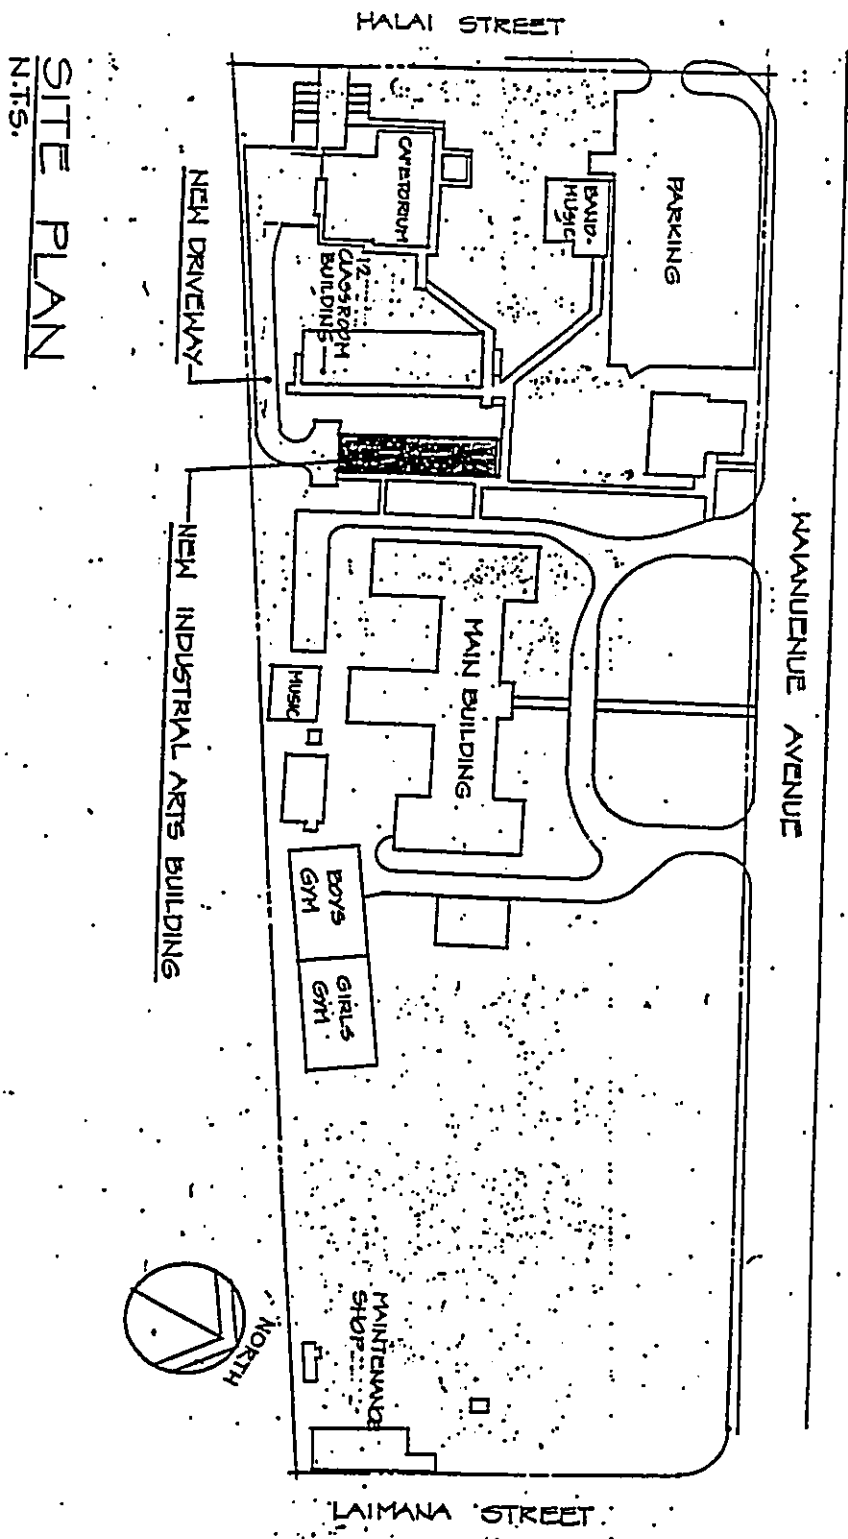 HALAI STREET
SITE PLAN
N.T.S.
NEW DRIVEWAY
CAFETORIUM
BAND-
MUSIC
PARKING
12
CLASSROOM
BUILDING
WAIANUENUE AVENUE
NEW INDUSTRIAL ARTS BUILDING
MAIN BUILDING
MUSIC
BOYS
GYM
GIRLS
GYM
MAINTENANCE
SHOP
NORTH
LAIMANA STREET